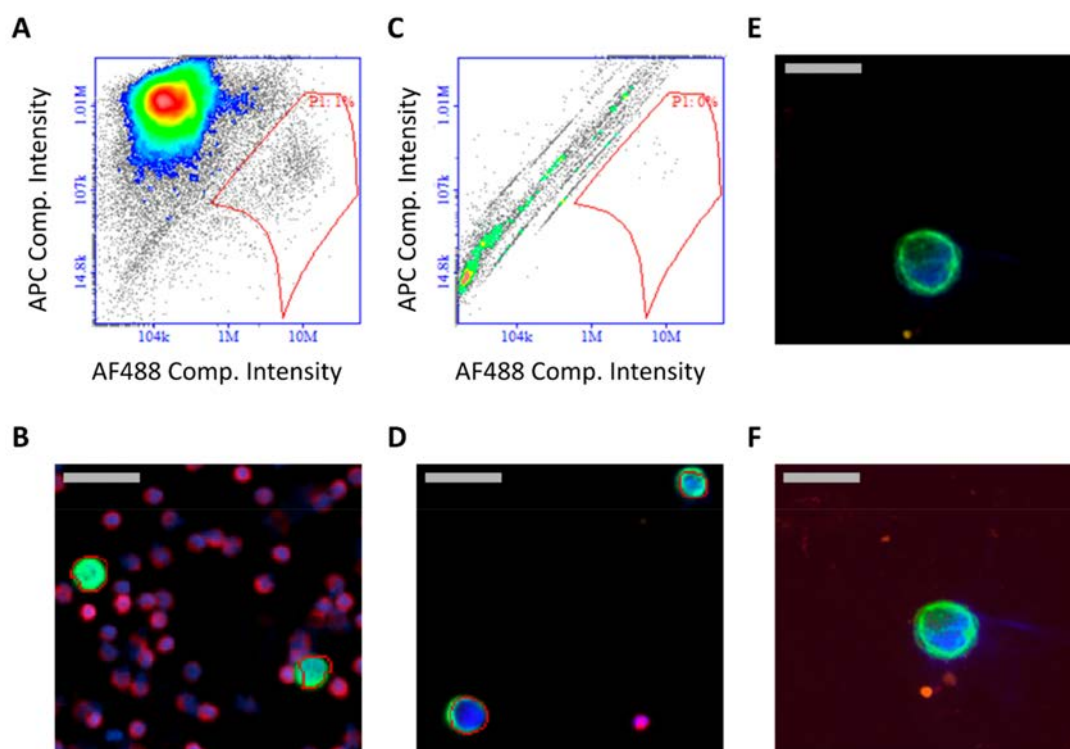 A
C
E
P1: 1%
P1: 0%
APC Comp. Intensity
1.01M
107k
14.8k
104k
1M
10M
AF488 Comp. Intensity
APC Comp. Intensity
1.01M
107k
14.8k
104k
1M
10M
AF488 Comp. Intensity
B
D
F